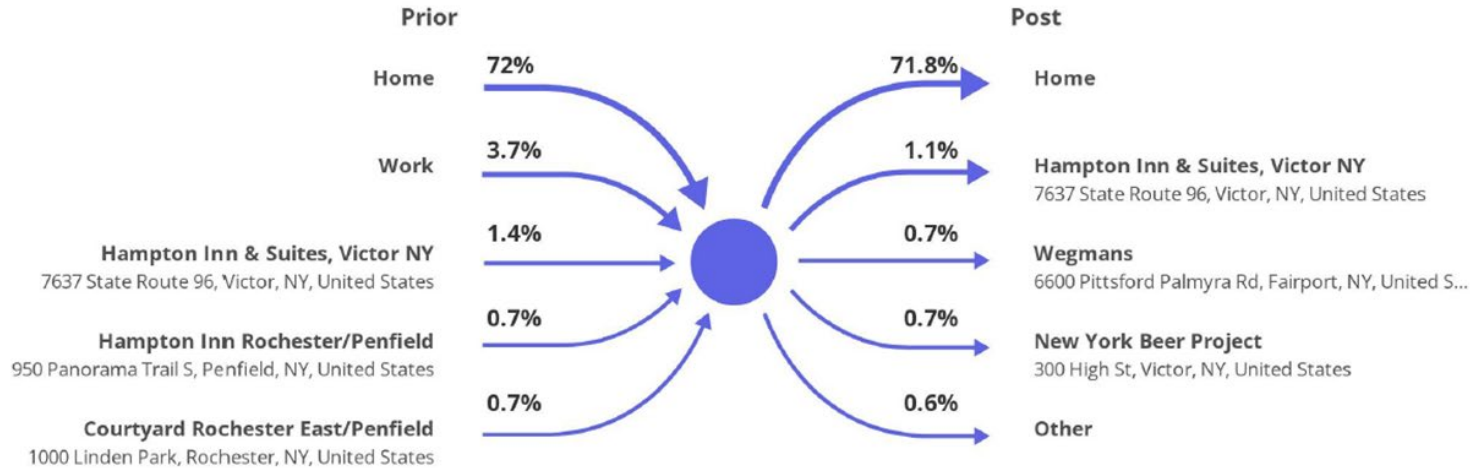 Prior
Post
72%
Home
3.7%
Work
1.4%
Hampton Inn & Suites, Victor NY
7637 State Route 96, Victor, NY, United States
0.7%
Hampton Inn Rochester/Penfield
950 Panorama Trail S, Penfield, NY, United States
0.7%
Courtyard Rochester East/Penfield
1000 Linden Park, Rochester, NY, United States
71.8%
Home
1.1%
Hampton Inn & Suites, Victor NY
7637 State Route 96, Victor, NY, United States
0.7%
Wegmans
6600 Pittsford Palmyra Rd, Fairport, NY, United S...
0.7%
New York Beer Project
300 High St, Victor, NY, United States
0.6%
Other